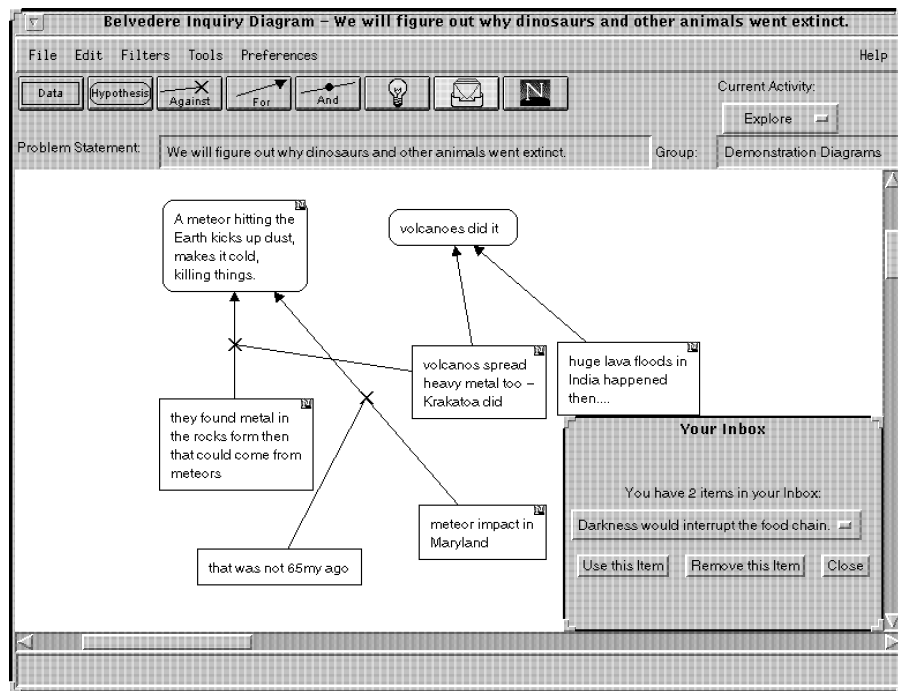 Belvedere Inquiry Diagram – We will figure out why dinosaurs and other animals went extinct.
File Edit Filters Tools Preferences Help
Data Hypothesis Against For And N
Current Activity:
Explore
Problem Statement: We will figure out why dinosaurs and other animals went extinct. Group: Demonstration Diagrams
A meteor hitting the
Earth kicks up dust,
makes it cold,
killing things.
volcanoes did it
volcanos spread
heavy metal too –
Krakatoa did
huge lava floods in
India happened
then....
they found metal in
the rocks form then
that could come from
meteors
meteor impact in
Maryland
that was not 65my ago
Your Inbox
You have 2 items in your Inbox:
Darkness would interrupt the food chain.
Use this Item Remove this Item Close